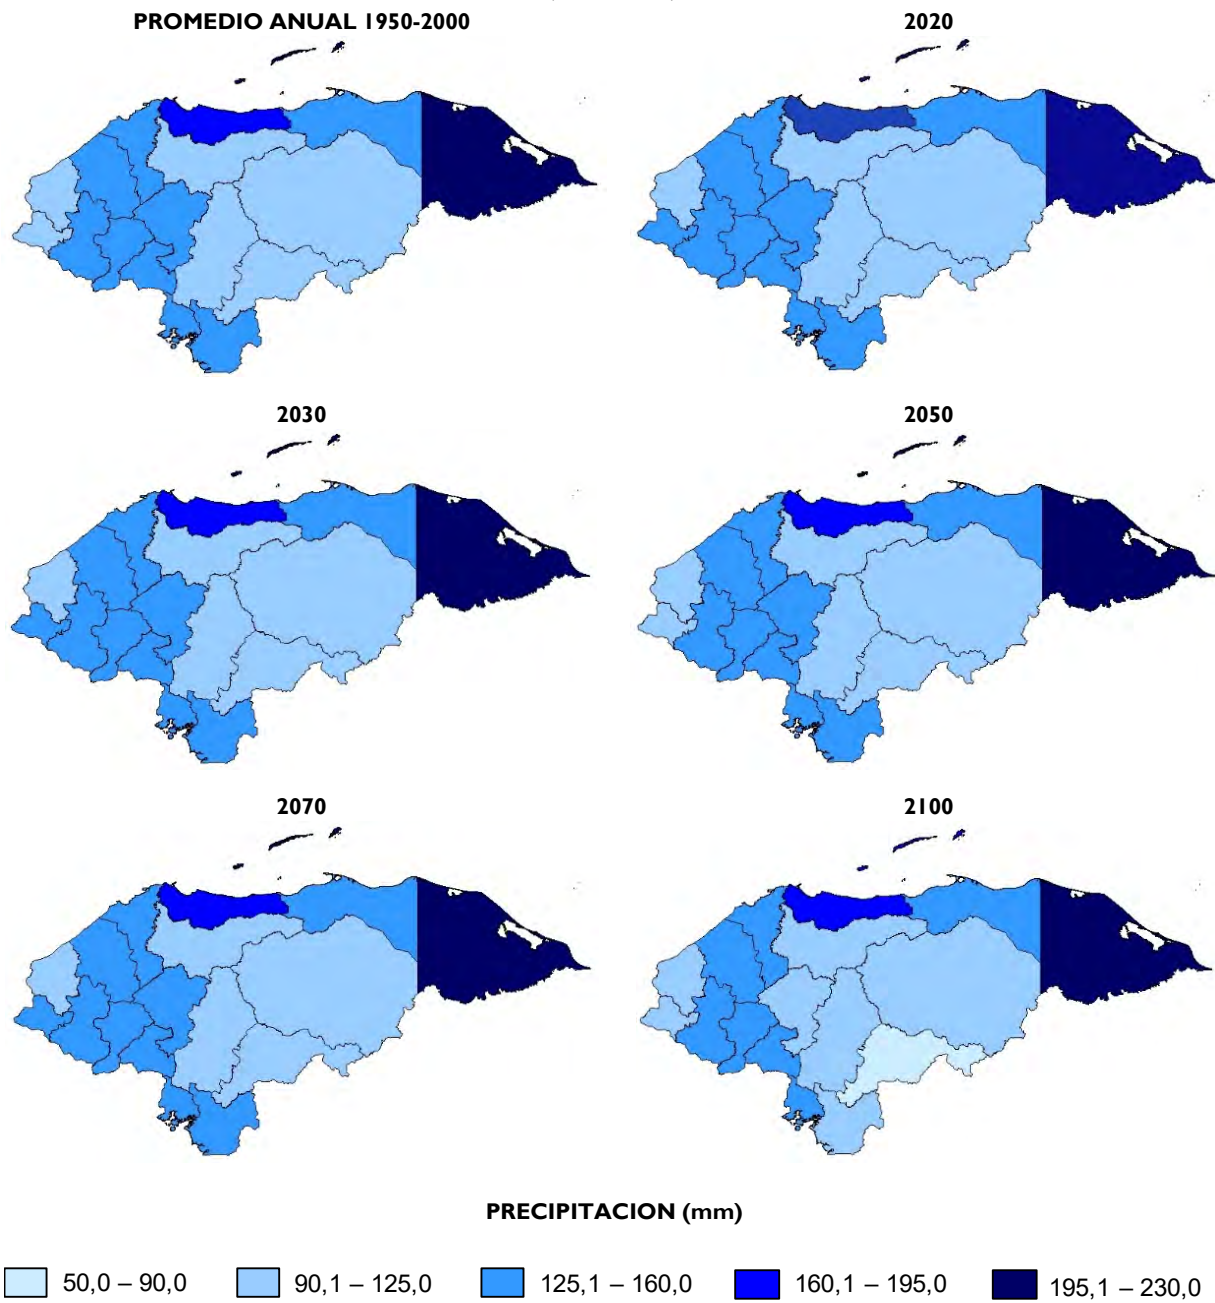 PROMEDIO ANUAL 1950-2000
2020
2030
2050
2070
2100
PRECIPITACION (mm)
50,0 – 90,0
90,1 – 125,0
125,1 – 160,0
160,1 – 195,0
195,1 – 230,0